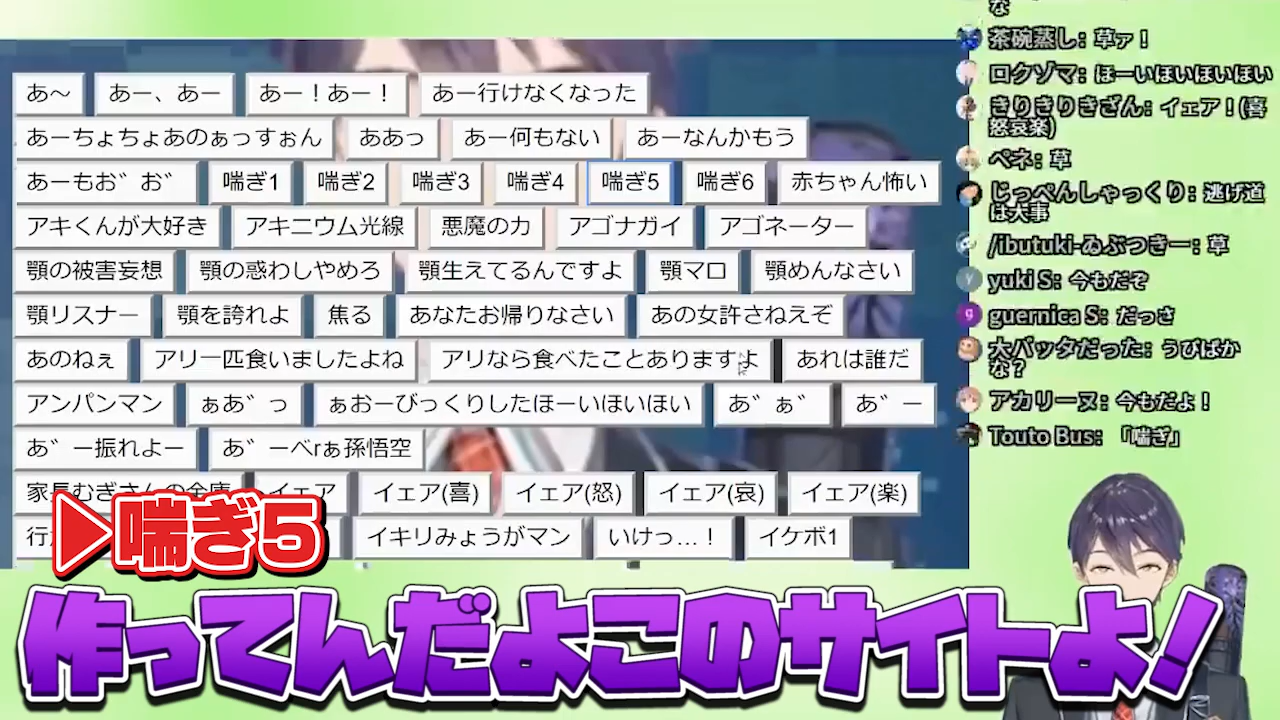 あ～ あー、あー あー！あー！ あー行けなくなった
あーちょちょあのぁっすぉん ああっ あー何もない あーなんかもう
あーもお゛お゛ 喘ぎ1 喘ぎ2 喘ぎ3 喘ぎ4 喘ぎ5 喘ぎ6 赤ちゃん怖い
アキくんが大好き アキニウム光線 悪魔の力 アゴナガイ アゴネーター
顎の被害妄想 顎の惑わしやめろ 顎生えてるんですよ 顎マロ 顎めんなさい
顎リスナー 顎を誇れよ 焦る あなたお帰りなさい あの女許さねえぞ
あのねぇ アリ一匹食いましたよね アリなら食べたことありますよ あれは誰だ
アンパンマン ぁあ゛っ ぁおーびっくりしたほーいほいほい あ゛ぁ゛ あ゛ー
あ゛ー振れよー あ゛ーべrぁ孫悟空
家長むぎさんの全库 イェア イェア(喜) イェア(怒) イェア(哀) イェア(楽)
行 イキリみょうがマン いけっ…！ イケボ1
▷喘ぎ5
作ってんだよこのサイトよ！
な
茶碗蒸し: 草ァ！
ロクゾマ: ほーいほいほいほい
きりきりきざん: イェア！(喜
怒哀楽)
ペネ: 草
じっぺんしゃっくり: 逃げ道
は大事
/ibutuki-ゐぶつきー: 草
yuki S: 今もだぞ
guernica S: だっさ
大バッタだった: うびばか
な？
アカリーヌ: 今もだよ！
Touto Bus: 「喘ぎ」